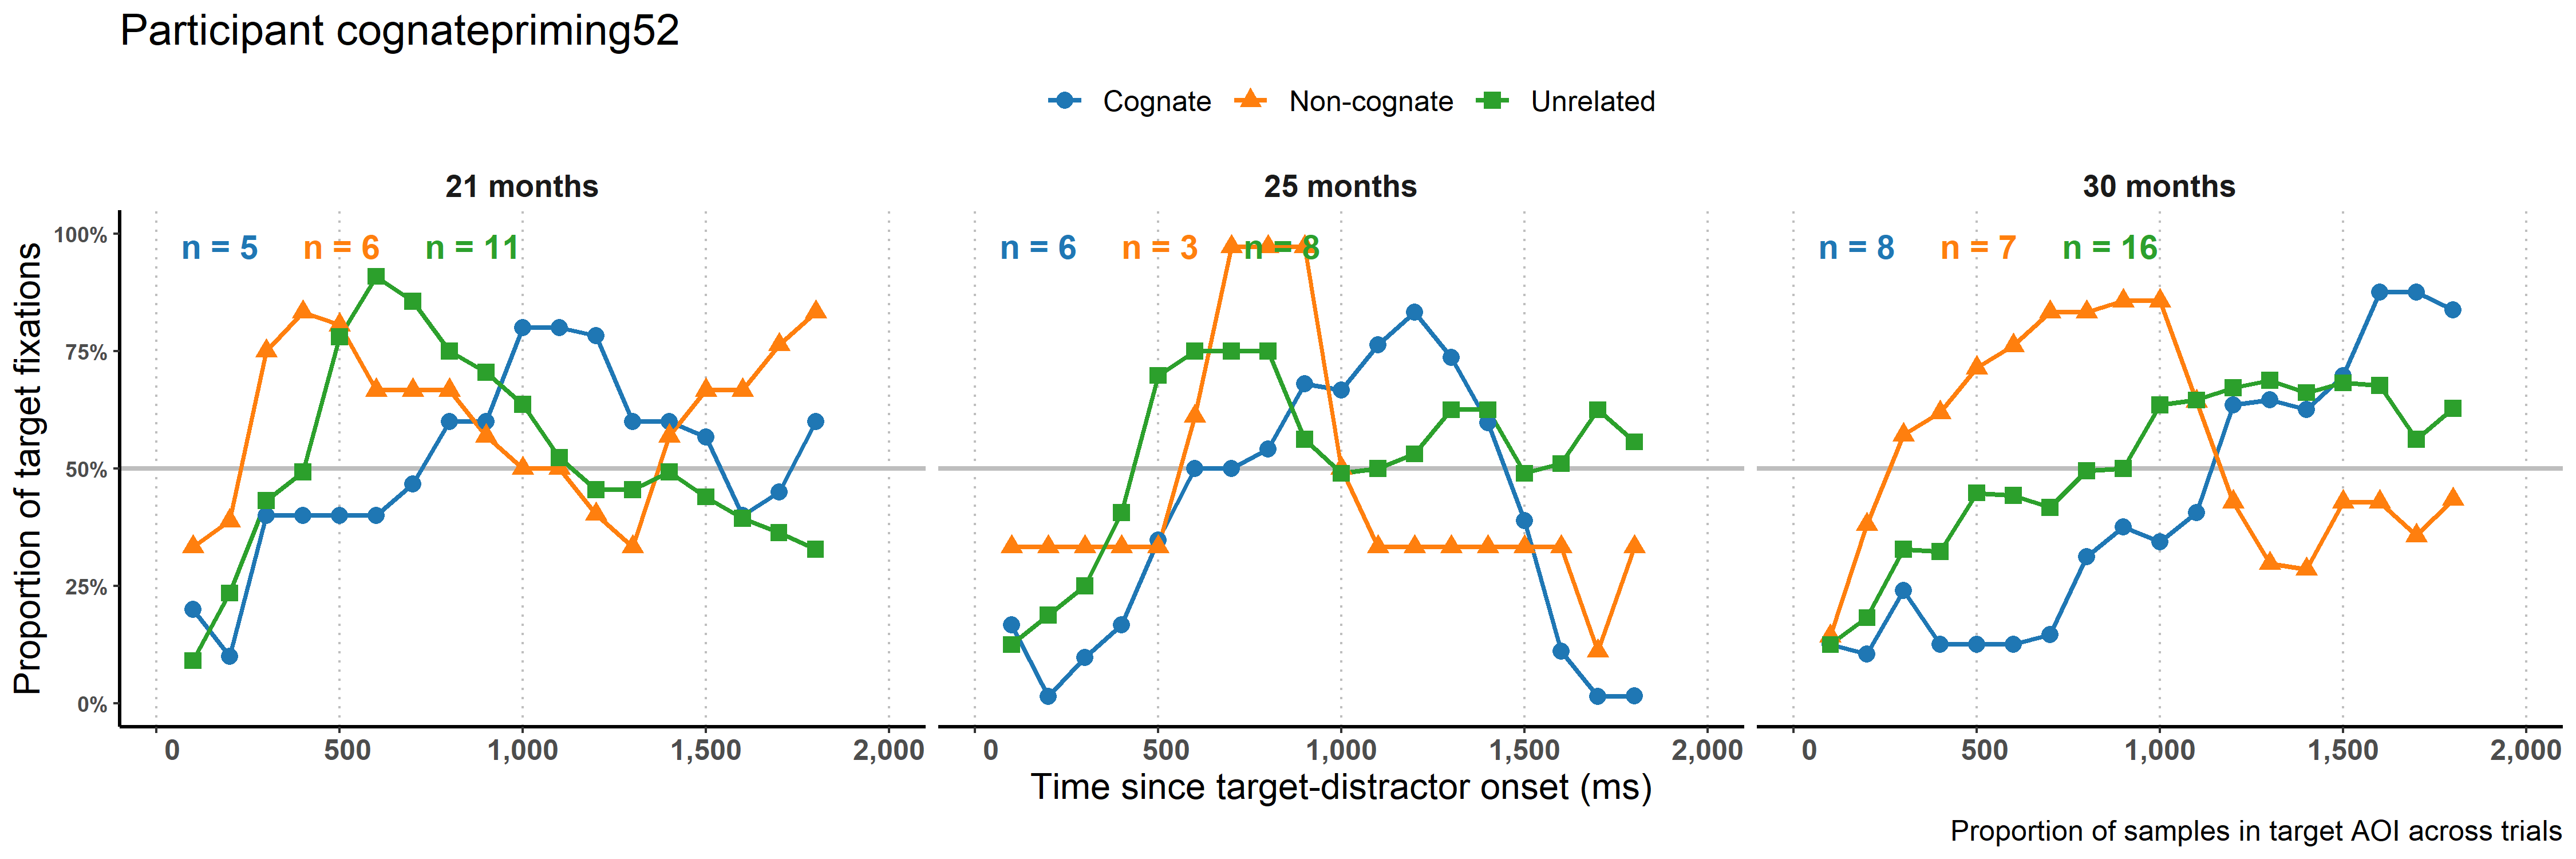 Participant cognatepriming52
Cognate Non-cognate Unrelated
21 months 25 months 30 months
n = 5 n = 6 n = 11 n = 6 n = 3 n = 8 n = 8 n = 7 n = 16
Proportion of target fixations
100%
75%
50%
25%
0%
0 500 1,000 1,500 2,000 0 500 1,000 1,500 2,000 0 500 1,000 1,500 2,000
Time since target-distractor onset (ms)
Proportion of samples in target AOI across trials